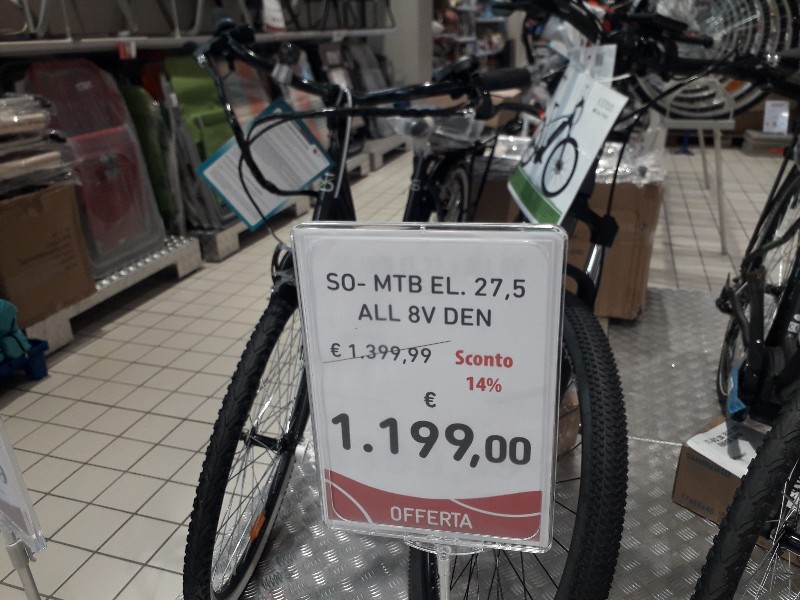 SO- MTB EL. 27,5
ALL 8V DEN
€ 1.399,99
Sconto
14%
€
1.199,00
OFFERTA